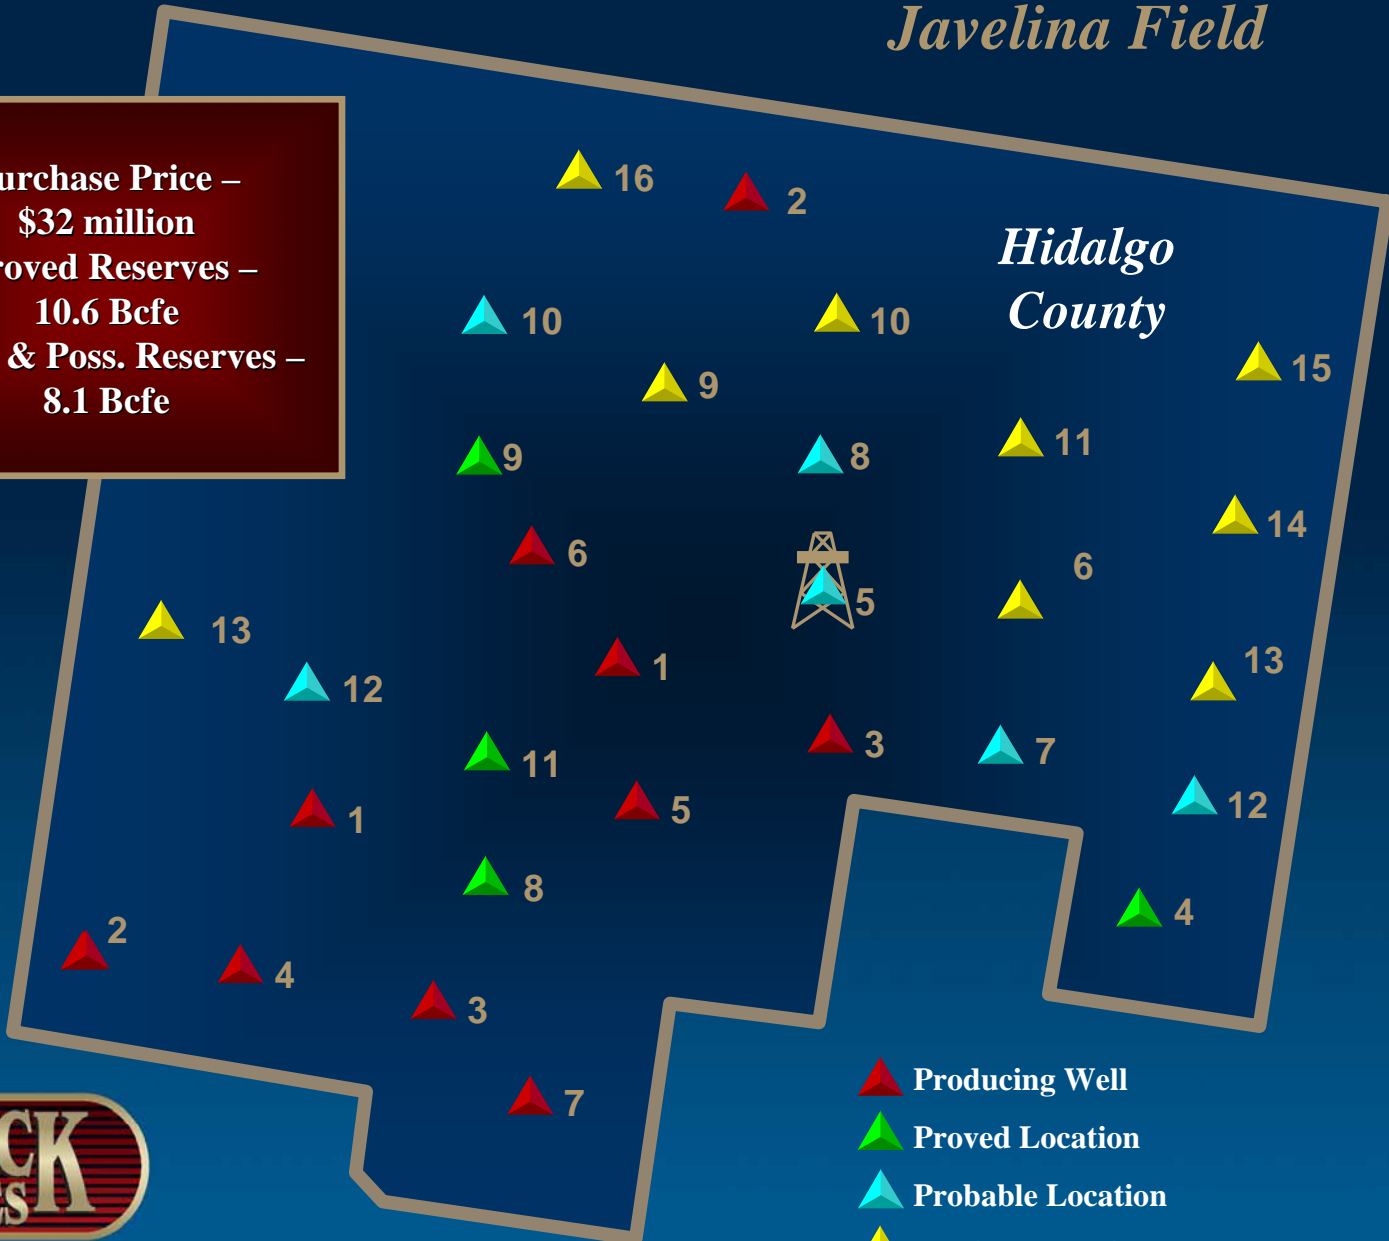 Javelina Field
urchase Price –
$32 million
roved Reserves –
10.6 Bcfe
& Poss. Reserves –
8.1 Bcfe
Hidalgo
County
16
2
10
10
15
9
11
9
8
14
6
6
5
13
1
13
12
3
7
11
12
5
1
8
4
2
4
3
7
Producing Well
Proved Location
Probable Location
CK
ES